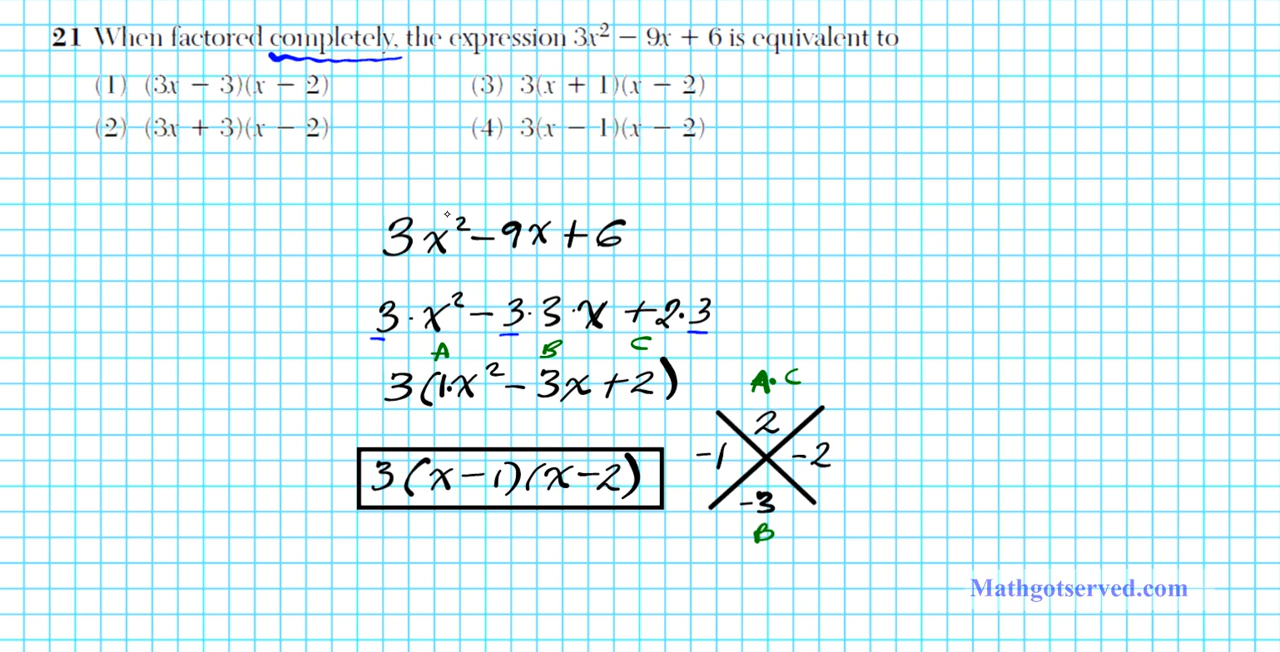 21 When factored completely, the expression 3x² − 9x + 6 is equivalent to
(1) (3x − 3)(x − 2) (3) 3(x + 1)(x − 2)
(2) (3x + 3)(x − 2) (4) 3(x − 1)(x − 2)
3x² − 9x + 6
3 · x² − 3 · 3 · x + 2 · 3
A B C
3(1·x² − 3x + 2) A·C
2
3(x − 1)(x − 2) −1 −2
−3
B
Mathgotserved.com